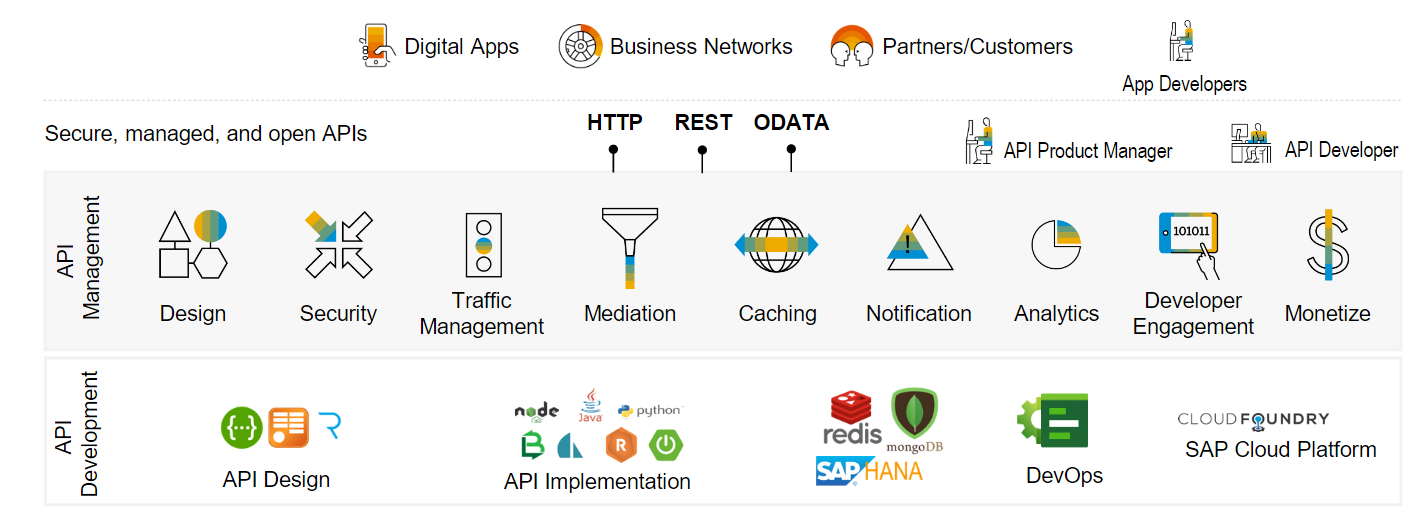 Digital Apps
Business Networks
Partners/Customers
App Developers
Secure, managed, and open APIs
HTTP REST ODATA
API Product Manager
API Developer
API
Management
101011
Design
Security
Traffic
Management
Mediation
Caching
!
Notification
Analytics
Developer
Engagement
$
Monetize
API
Development
{···}
API Design
node
Java
python
R
API Implementation
redis
mongoDB
SAP HANA
DevOps
CLOUD FOUNDRY
SAP Cloud Platform